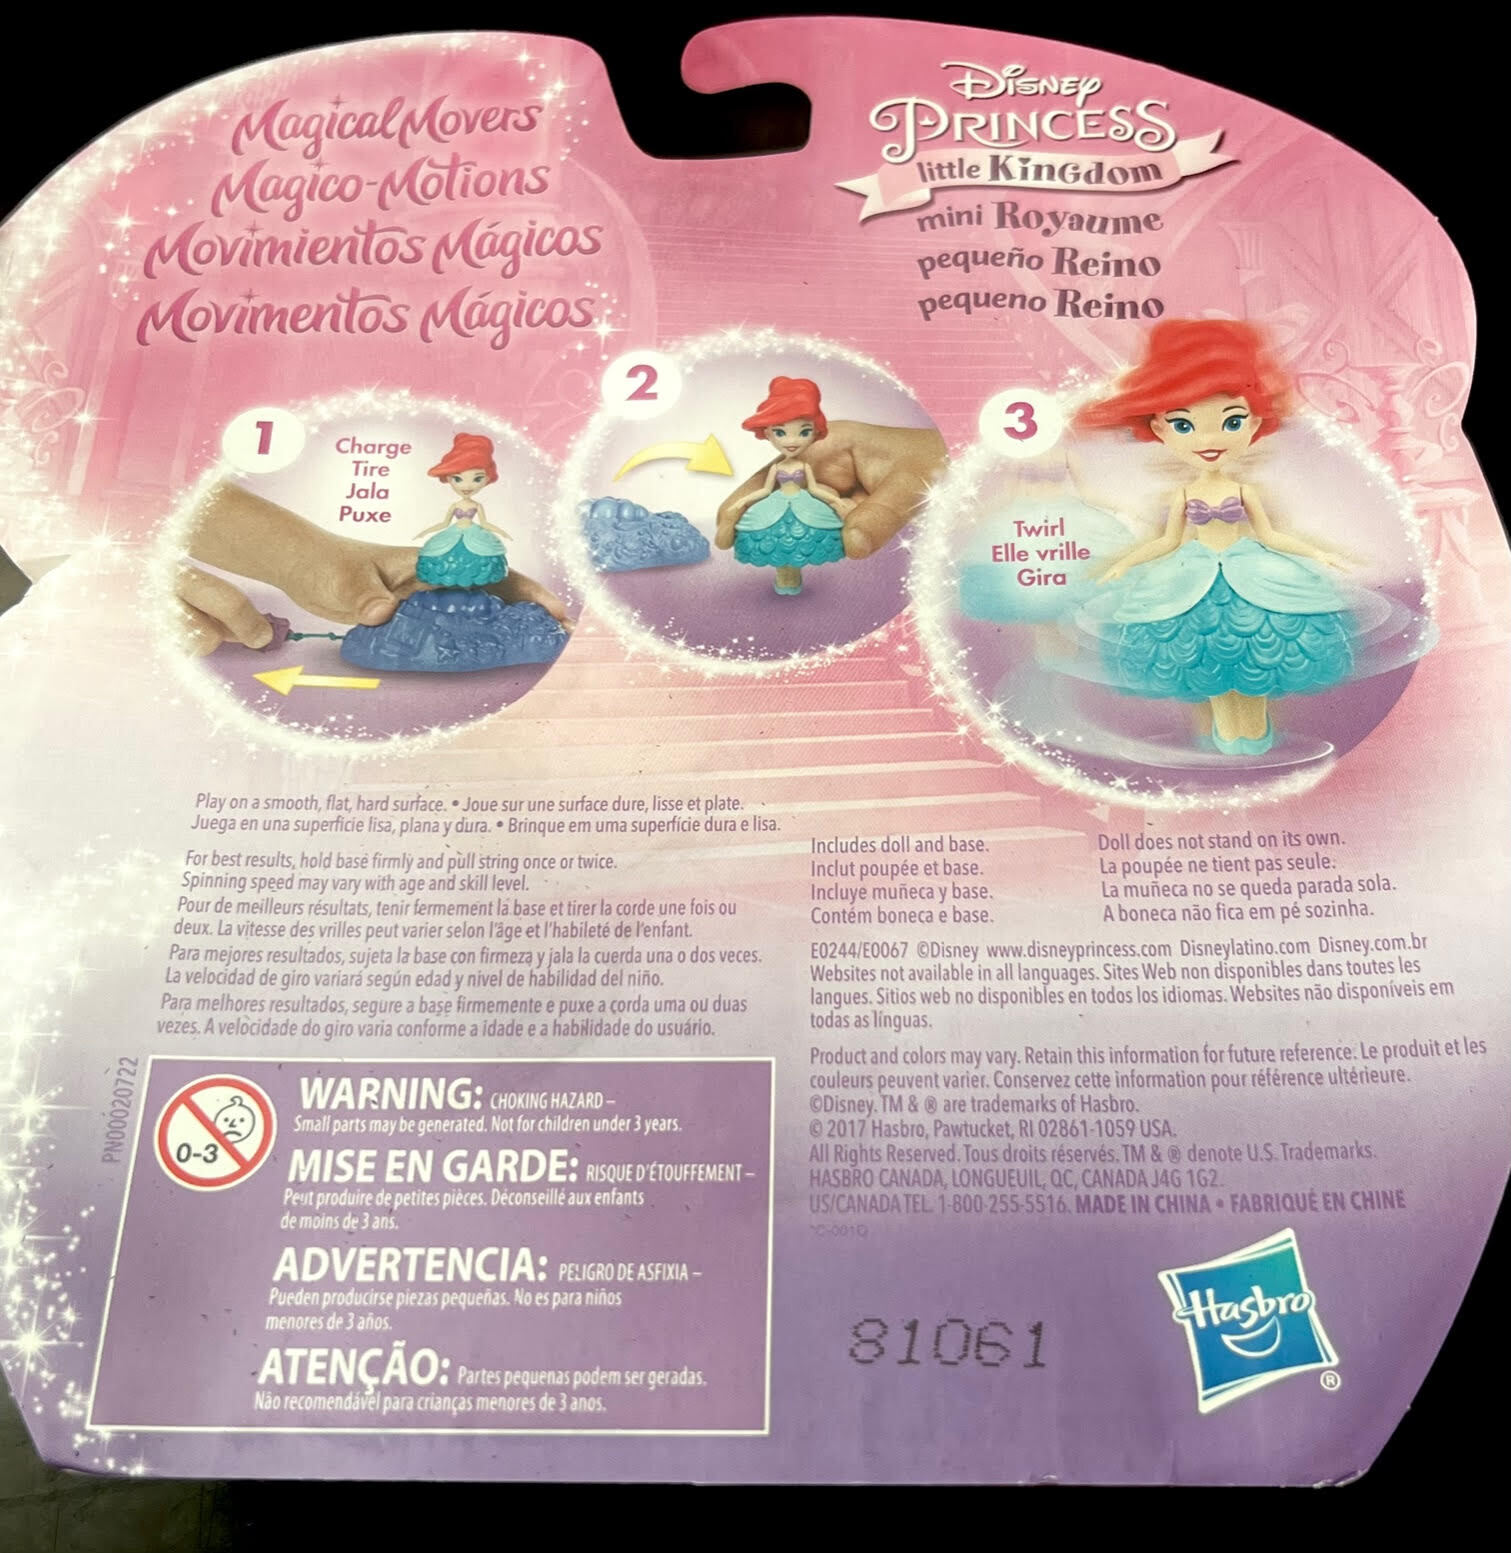 Magical Movers
Magico-Motions
Movimientos Mágicos
Movimentos Mágicos
Disney
PRINCESS
little Kingdom
mini Royaume
pequeño Reino
pequeno Reino
1
Charge
Tire
Jala
Puxe
2
3
Twirl
Elle vrille
Gira
Play on a smooth, flat, hard surface. • Joue sur une surface dure, lisse et plate.
Juega en una superficie lisa, plana y dura. • Brinque em uma superfície dura e lisa.
For best results, hold base firmly and pull string once or twice.
Spinning speed may vary with age and skill level.
Pour de meilleurs résultats, tenir fermement la base et tirer la corde une fois ou
deux. La vitesse des vrilles peut varier selon l'âge et l'habileté de l'enfant.
Para mejores resultados, sujeta la base con firmeza y jala la cuerda una o dos veces.
La velocidad de giro variará según edad y nivel de habilidad del niño.
Para melhores resultados, segure a base firmemente e puxe a corda uma ou duas
vezes. A velocidade do giro varia conforme a idade e a habilidade do usuário.
Includes doll and base.
Inclut poupée et base.
Incluye muñeca y base.
Contém boneca e base.
Doll does not stand on its own.
La poupée ne tient pas seule.
La muñeca no se queda parada sola.
A boneca não fica em pé sozinha.
E0244/E0067 ©Disney www.disneyprincess.com Disneylatino.com Disney.com.br
Websites not available in all languages. Sites Web non disponibles dans toutes les
langues. Sitios web no disponibles en todos los idiomas. Websites não disponíveis em
todas as línguas.
Product and colors may vary. Retain this information for future reference. Le produit et les
couleurs peuvent varier. Conservez cette information pour référence ultérieure.
©Disney. TM & ® are trademarks of Hasbro.
© 2017 Hasbro, Pawtucket, RI 02861-1059 USA.
All Rights Reserved. Tous droits réservés. TM & ® denote U.S. Trademarks.
HASBRO CANADA, LONGUEUIL, QC, CANADA J4G 1G2.
US/CANADA TEL. 1-800-255-5516. MADE IN CHINA • FABRIQUÉ EN CHINE
PN00020722
0-3
WARNING: CHOKING HAZARD –
Small parts may be generated. Not for children under 3 years.
MISE EN GARDE: RISQUE D'ÉTOUFFEMENT –
Peut produire de petites pièces. Déconseillé aux enfants
de moins de 3 ans.
ADVERTENCIA: PELIGRO DE ASFIXIA –
Pueden producirse piezas pequeñas. No es para niños
menores de 3 años.
ATENÇÃO: Partes pequenas podem ser geradas.
Não recomendável para crianças menores de 3 anos.
81061
Hasbro
®